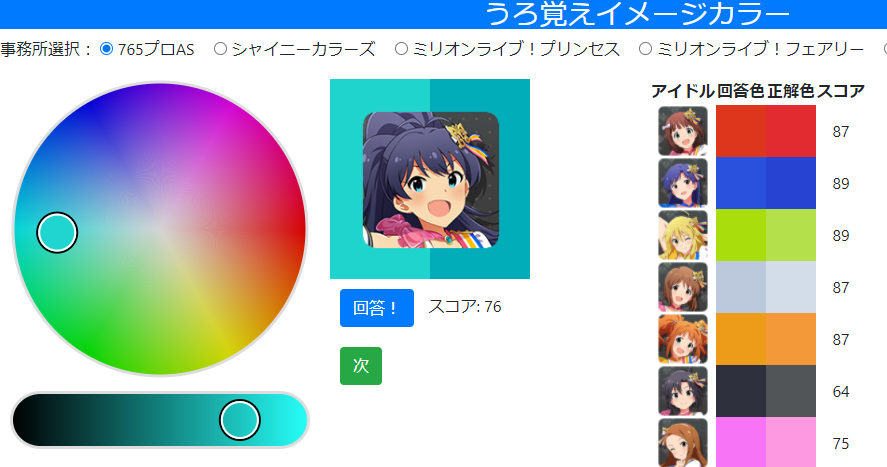 うろ覚えイメージカラー
事務所選択： 765プロAS シャイニーカラーズ ミリオンライブ！プリンセス ミリオンライブ！フェアリー
アイドル 回答色 正解色 スコア
87
89
89
87
87
64
75
回答！ スコア: 76
次